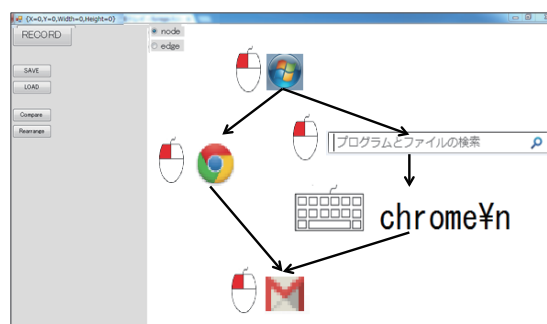 {X=0,Y=0,Width=0,Height=0}
RECORD
node
edge
SAVE
LOAD
Compare
Rearrange
プログラムとファイルの検索
chrome¥n